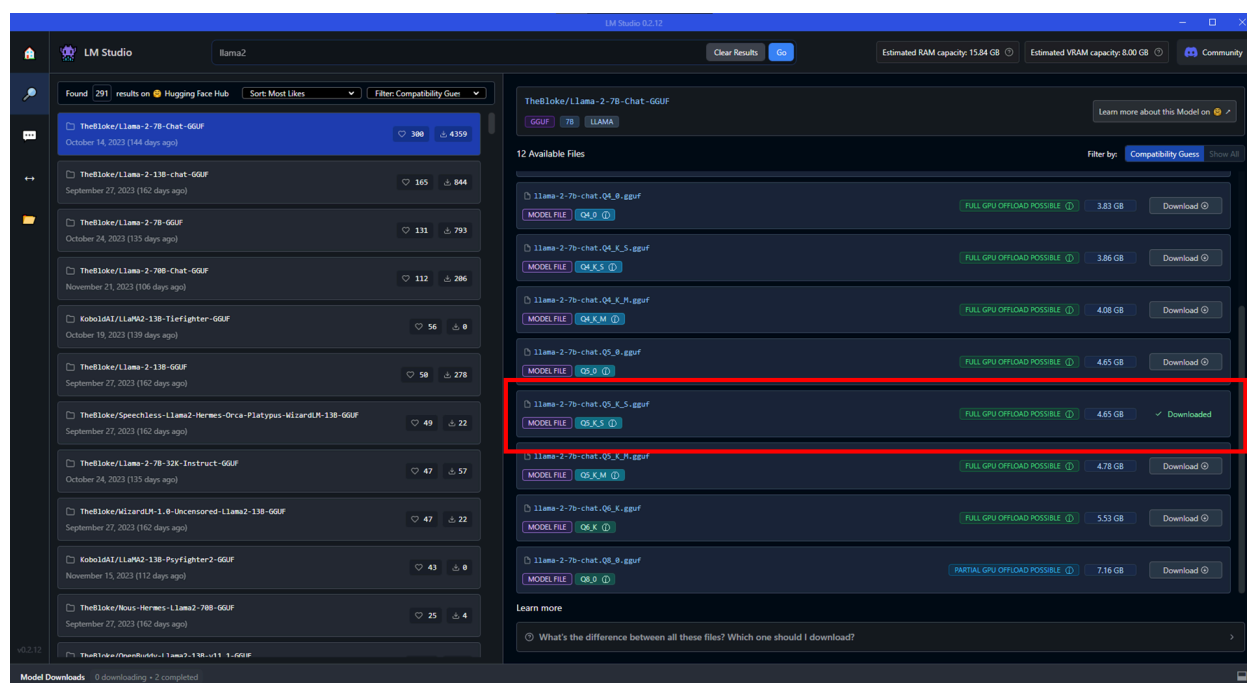 LM Studio 0.2.12
LM Studio
llama2
Clear Results
Go
Estimated RAM capacity: 15.84 GB
Estimated VRAM capacity: 8.00 GB
Community
Found 291 results on Hugging Face Hub
Sort: Most Likes
Filter: Compatibility Gues
TheBloke/Llama-2-7B-Chat-GGUF
October 14, 2023 (144 days ago)
300 4359
TheBloke/Llama-2-13B-chat-GGUF
September 27, 2023 (162 days ago)
165 844
TheBloke/Llama-2-7B-GGUF
October 24, 2023 (135 days ago)
131 793
TheBloke/Llama-2-70B-Chat-GGUF
November 21, 2023 (106 days ago)
112 206
KoboldAI/LLaMA2-13B-Tiefighter-GGUF
October 19, 2023 (139 days ago)
56 0
TheBloke/Llama-2-13B-GGUF
September 27, 2023 (162 days ago)
50 278
TheBloke/Speechless-Llama2-Hermes-Orca-Platypus-WizardLM-13B-GGUF
September 27, 2023 (162 days ago)
49 22
TheBloke/Llama-2-7B-32K-Instruct-GGUF
October 24, 2023 (135 days ago)
47 57
TheBloke/WizardLM-1.0-Uncensored-Llama2-13B-GGUF
September 27, 2023 (162 days ago)
47 22
KoboldAI/LLaMA2-13B-Psyfighter2-GGUF
November 15, 2023 (112 days ago)
43 0
TheBloke/Nous-Hermes-Llama2-70B-GGUF
September 27, 2023 (162 days ago)
25 4
TheBloke/OpenBuddy-Llama2-13B-v11.1-GGUF
TheBloke/Llama-2-7B-Chat-GGUF
GGUF 7B LLAMA
Learn more about this Model on
12 Available Files
Filter by: Compatibility Guess Show All
llama-2-7b-chat.Q4_0.gguf
MODEL FILE Q4_0
FULL GPU OFFLOAD POSSIBLE 3.83 GB Download
llama-2-7b-chat.Q4_K_S.gguf
MODEL FILE Q4_K_S
FULL GPU OFFLOAD POSSIBLE 3.86 GB Download
llama-2-7b-chat.Q4_K_M.gguf
MODEL FILE Q4_K_M
FULL GPU OFFLOAD POSSIBLE 4.08 GB Download
llama-2-7b-chat.Q5_0.gguf
MODEL FILE Q5_0
FULL GPU OFFLOAD POSSIBLE 4.65 GB Download
llama-2-7b-chat.Q5_K_S.gguf
MODEL FILE Q5_K_S
FULL GPU OFFLOAD POSSIBLE 4.65 GB Downloaded
llama-2-7b-chat.Q5_K_M.gguf
MODEL FILE Q5_K_M
FULL GPU OFFLOAD POSSIBLE 4.78 GB Download
llama-2-7b-chat.Q6_K.gguf
MODEL FILE Q6_K
FULL GPU OFFLOAD POSSIBLE 5.53 GB Download
llama-2-7b-chat.Q8_0.gguf
MODEL FILE Q8_0
PARTIAL GPU OFFLOAD POSSIBLE 7.16 GB Download
Learn more
What's the difference between all these files? Which one should I download?
v0.2.12
Model Downloads 0 downloading • 2 completed